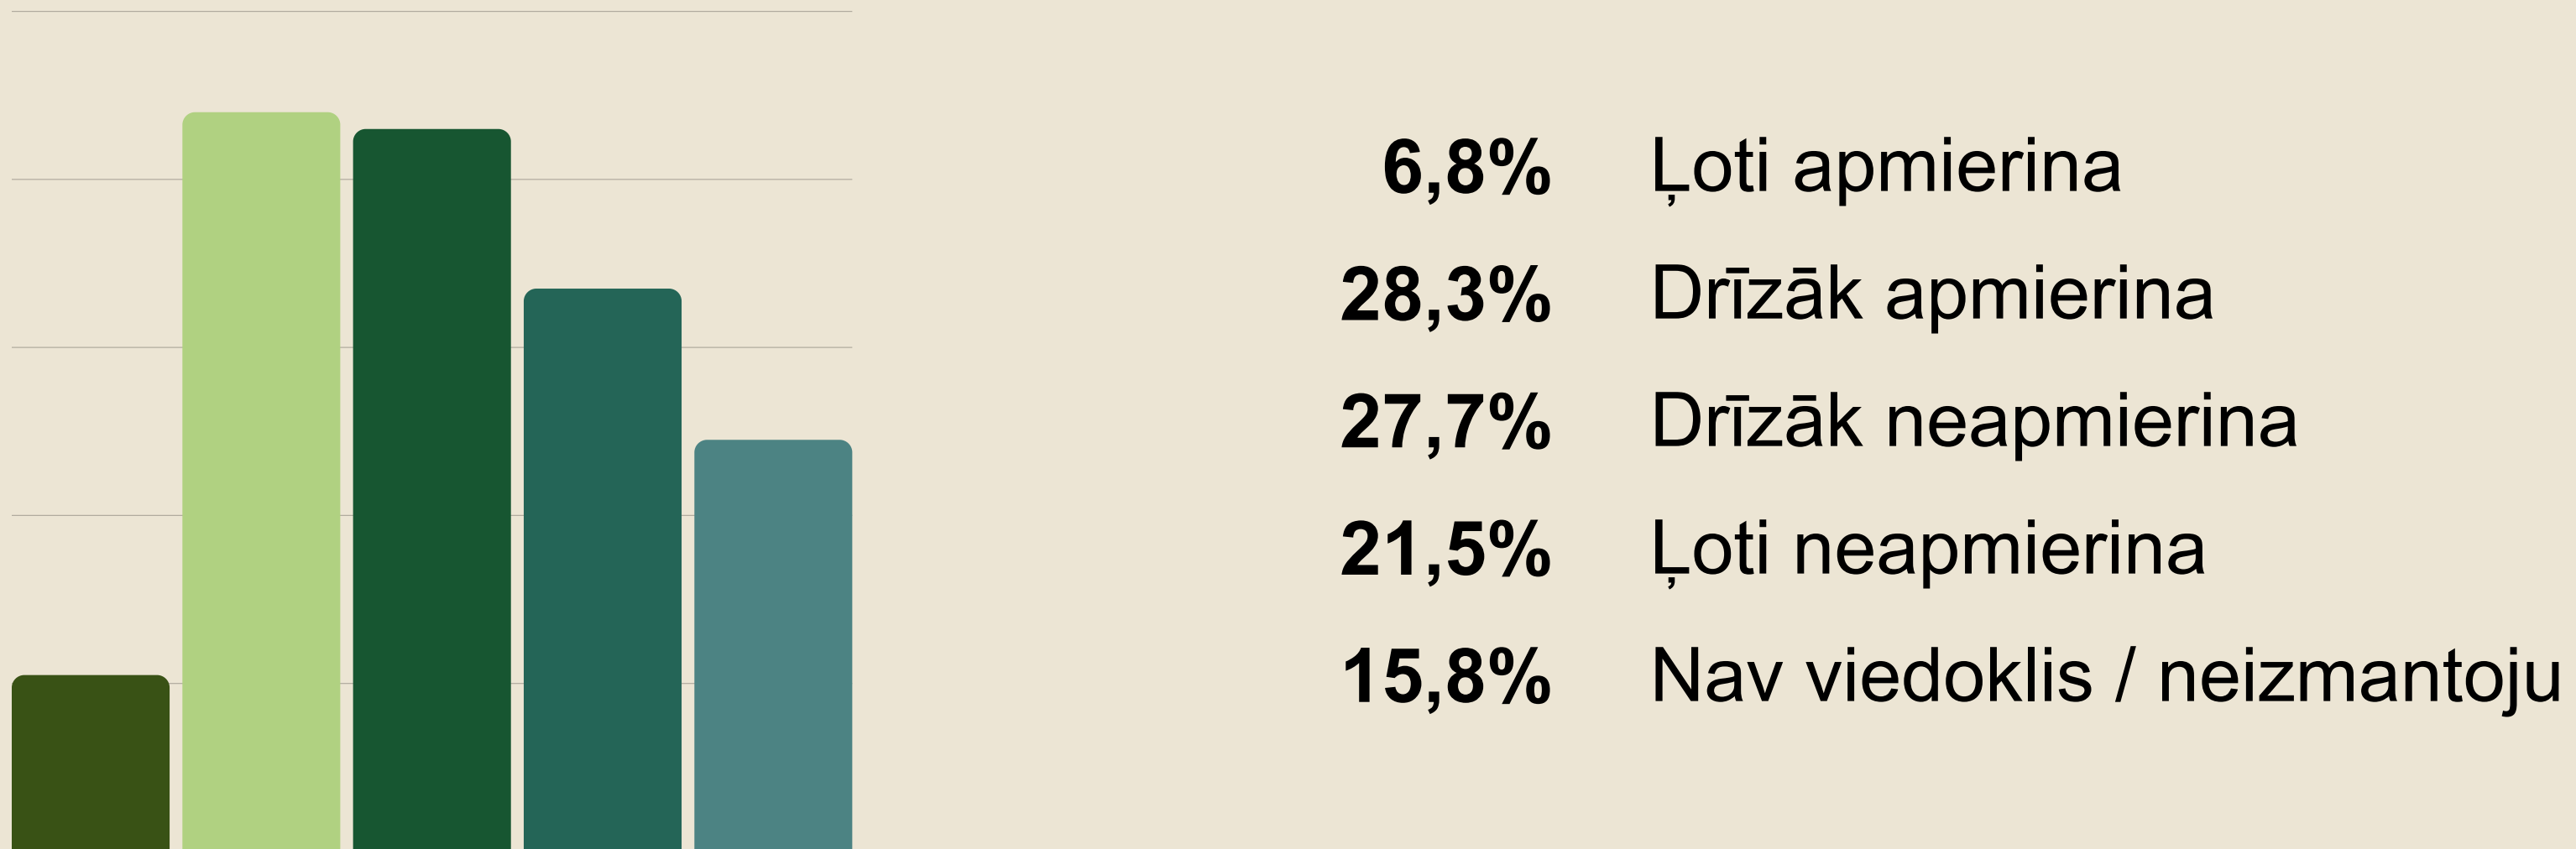 6,8% Ļoti apmierina
28,3% Drīzāk apmierina
27,7% Drīzāk neapmierina
21,5% Ļoti neapmierina
15,8% Nav viedoklis / neizmantoju